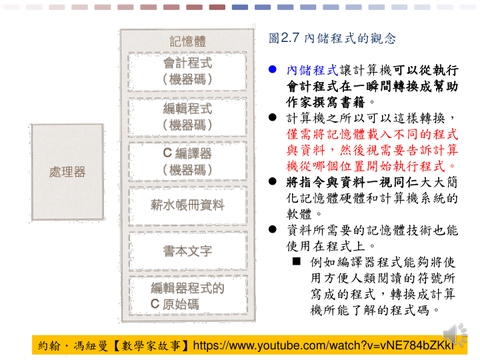 圖2.7 內儲程式的觀念
記憶體
會計程式
(機器碼)
編輯程式
(機器碼)
C 編譯器
(機器碼)
薪水帳冊資料
書本文字
編輯器程式的
C 原始碼
處理器
內儲程式讓計算機可以從執行
會計程式在一瞬間轉換成幫助
作家撰寫書籍。
計算機之所以可以這樣轉換，
僅需將記憶體載入不同的程式
與資料，然後視需要告訴計算
機從哪個位置開始執行程式。
將指令與資料一視同仁大大簡
化記憶體硬體和計算機系統的
軟體。
資料所需要的記憶體技術也能
使用在程式上。
例如編譯器程式能夠將使
用方便人類閱讀的符號所
寫成的程式，轉換成計算
機所能了解的程式碼。
約翰・馮紐曼【數學家故事】https://www.youtube.com/watch?v=vNE784bZKkI